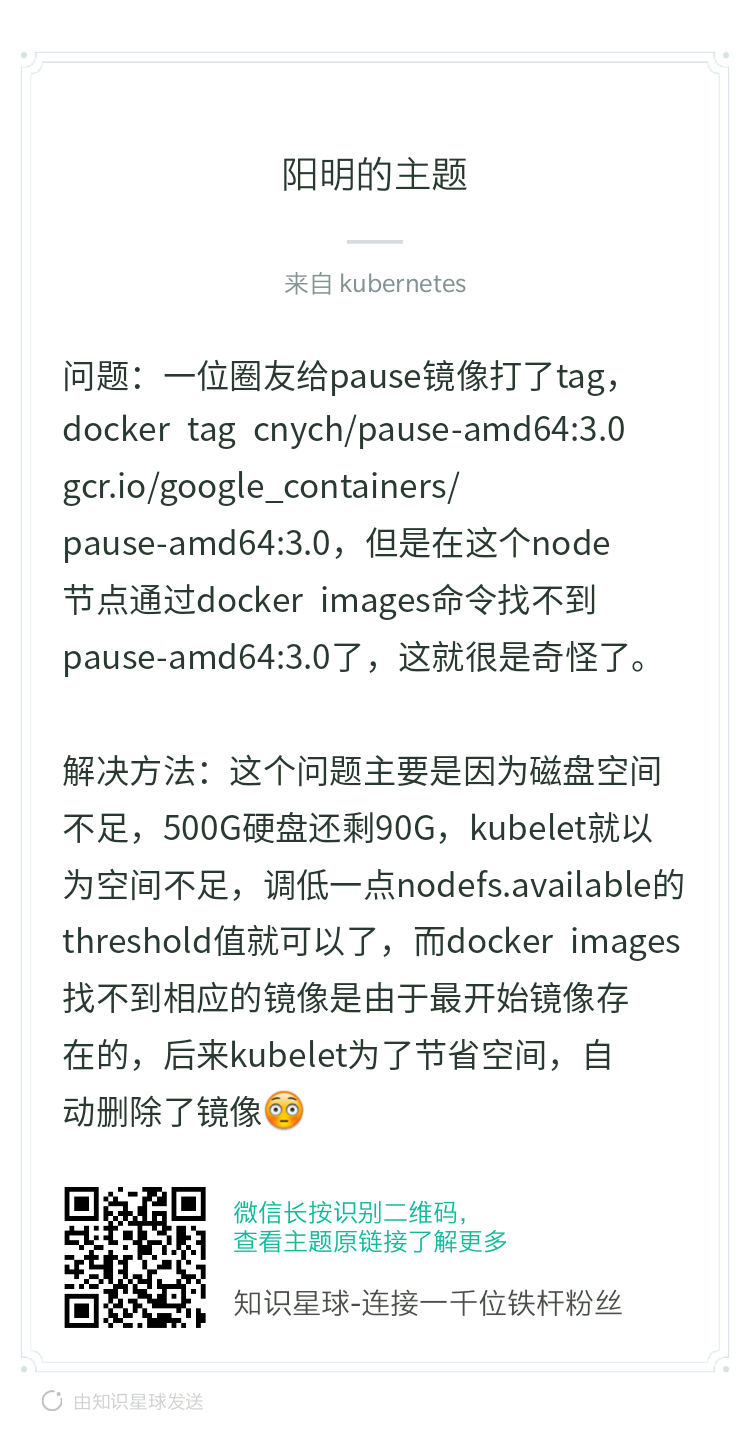 阳明的主题
来自 kubernetes
问题：一位圈友给pause镜像打了tag，
docker tag cnych/pause-amd64:3.0
gcr.io/google_containers/
pause-amd64:3.0，但是在这个node
节点通过docker images命令找不到
pause-amd64:3.0了，这就很是奇怪了。
解决方法：这个问题主要是因为磁盘空间
不足，500G硬盘还剩90G，kubelet就以
为空间不足，调低一点nodefs.available的
threshold值就可以了，而docker images
找不到相应的镜像是由于最开始镜像存
在的，后来kubelet为了节省空间，自
动删除了镜像😳
微信长按识别二维码，
查看主题原链接了解更多
知识星球-连接一千位铁杆粉丝
由知识星球发送